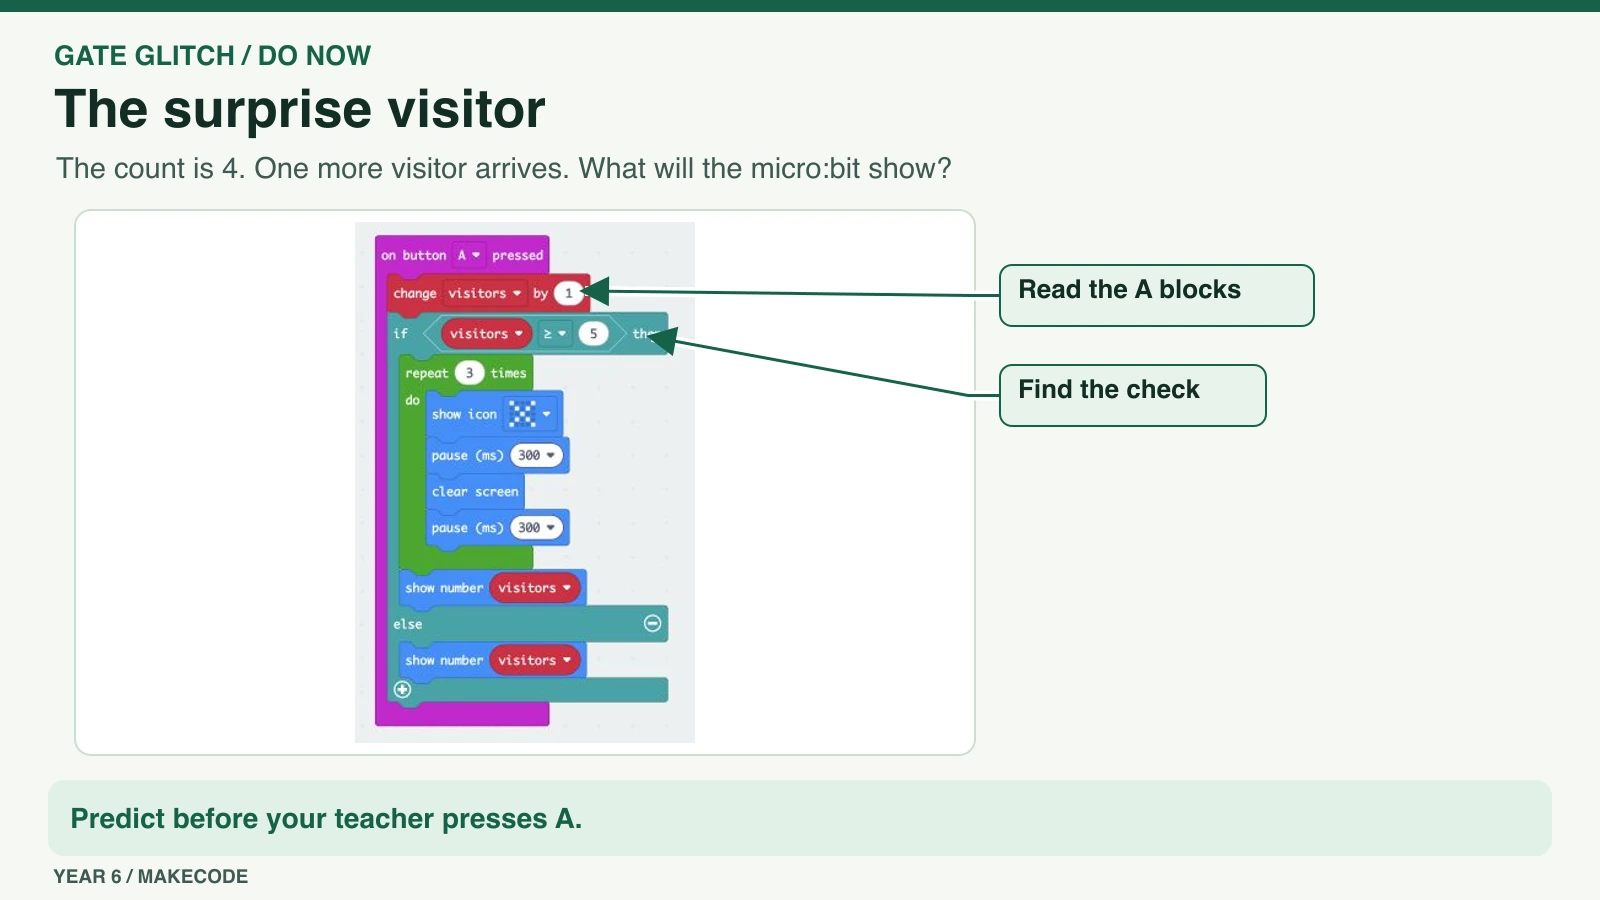 GATE GLITCH / DO NOW
The surprise visitor
The count is 4. One more visitor arrives. What will the micro:bit show?
on button A pressed
change visitors by 1
if visitors ≥ 5
repeat 3 times
do
show icon
pause (ms) 300
clear screen
pause (ms) 300
show number visitors
else
show number visitors
Read the A blocks
Find the check
Predict before your teacher presses A.
YEAR 6 / MAKECODE